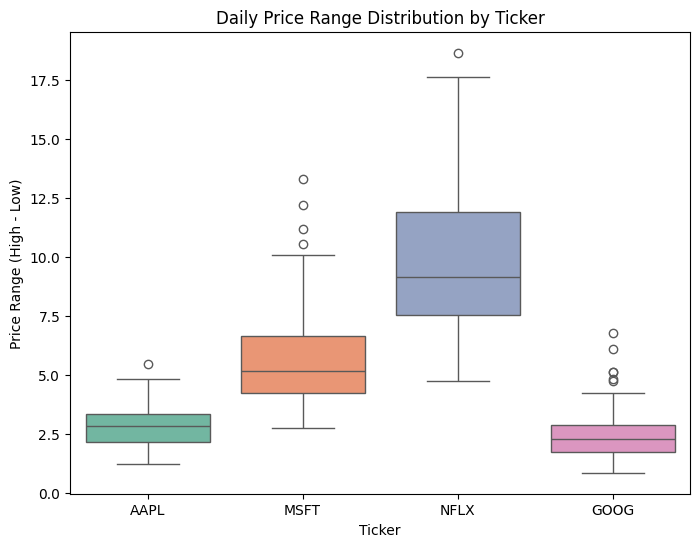 Daily Price Range Distribution by Ticker
Price Range (High - Low)
17.5
15.0
12.5
10.0
7.5
5.0
2.5
0.0
AAPL MSFT NFLX GOOG
Ticker